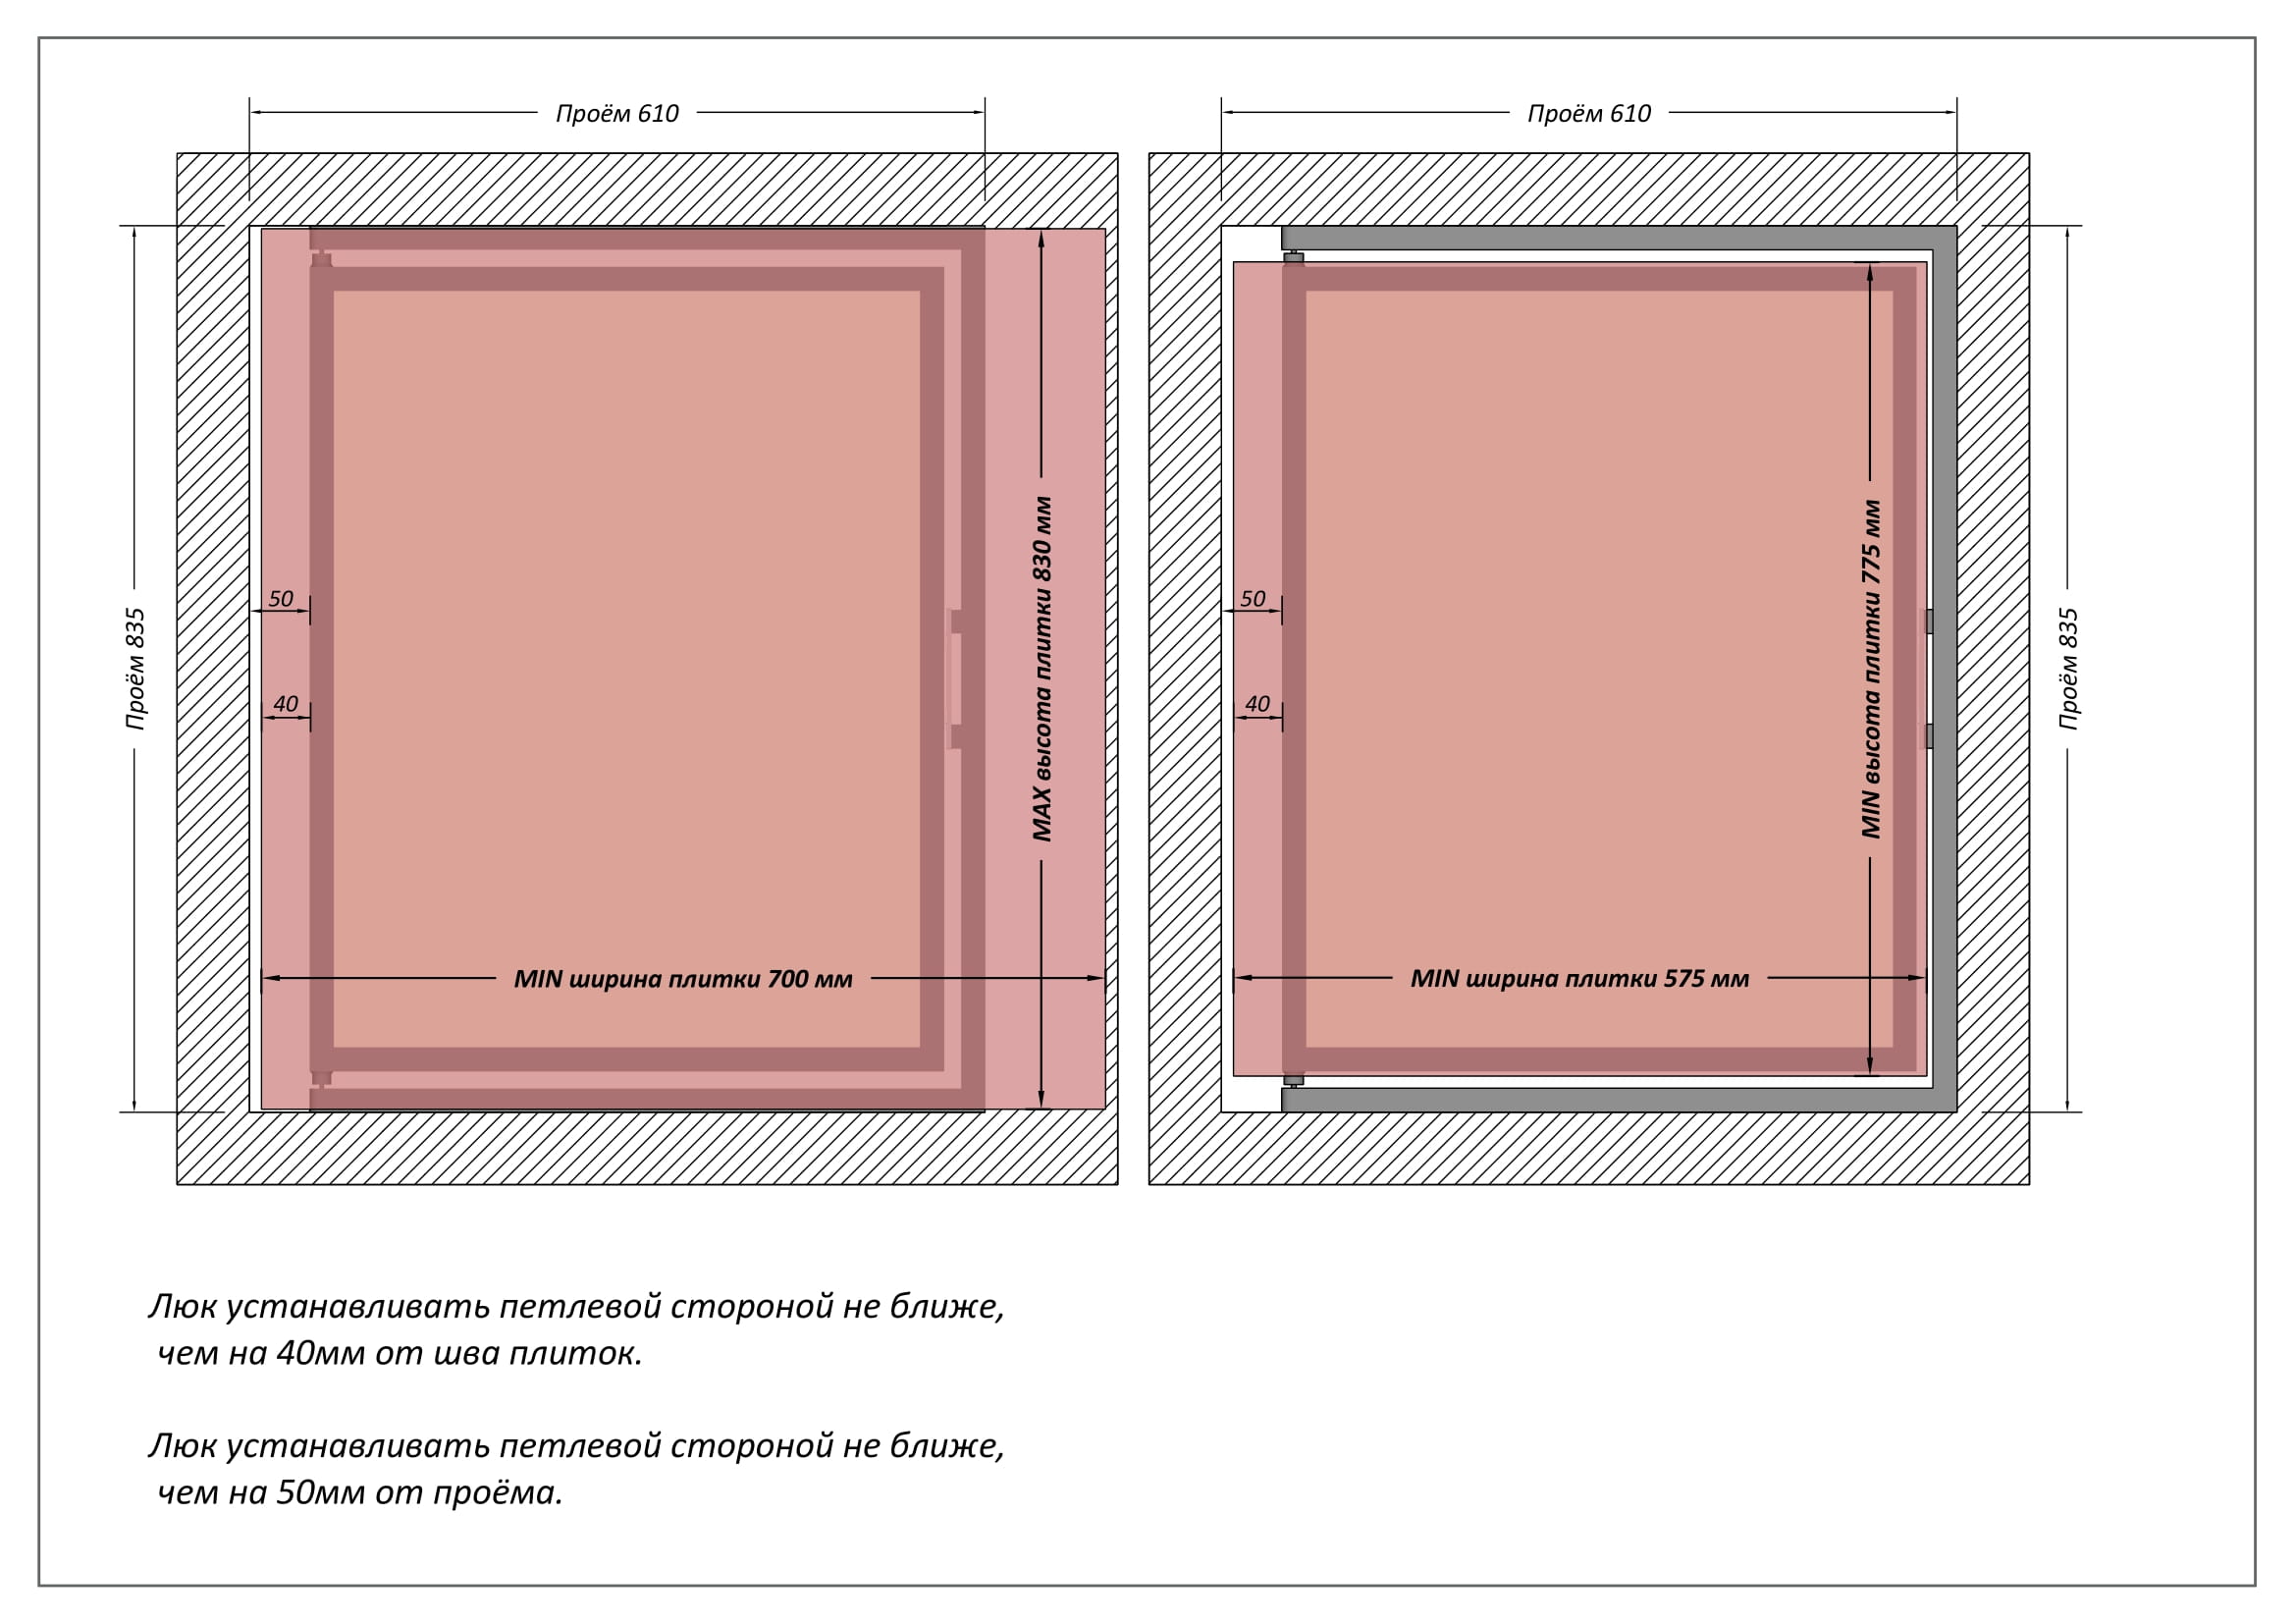 Проём 610
Проём 610
Проём 835
50
40
MAX высота плитки 830 мм
MIN ширина плитки 700 мм
50
40
MIN высота плитки 775 мм
MIN ширина плитки 575 мм
Проём 835
Люк устанавливать петлевой стороной не ближе,
чем на 40мм от шва плиток.
Люк устанавливать петлевой стороной не ближе,
чем на 50мм от проёма.